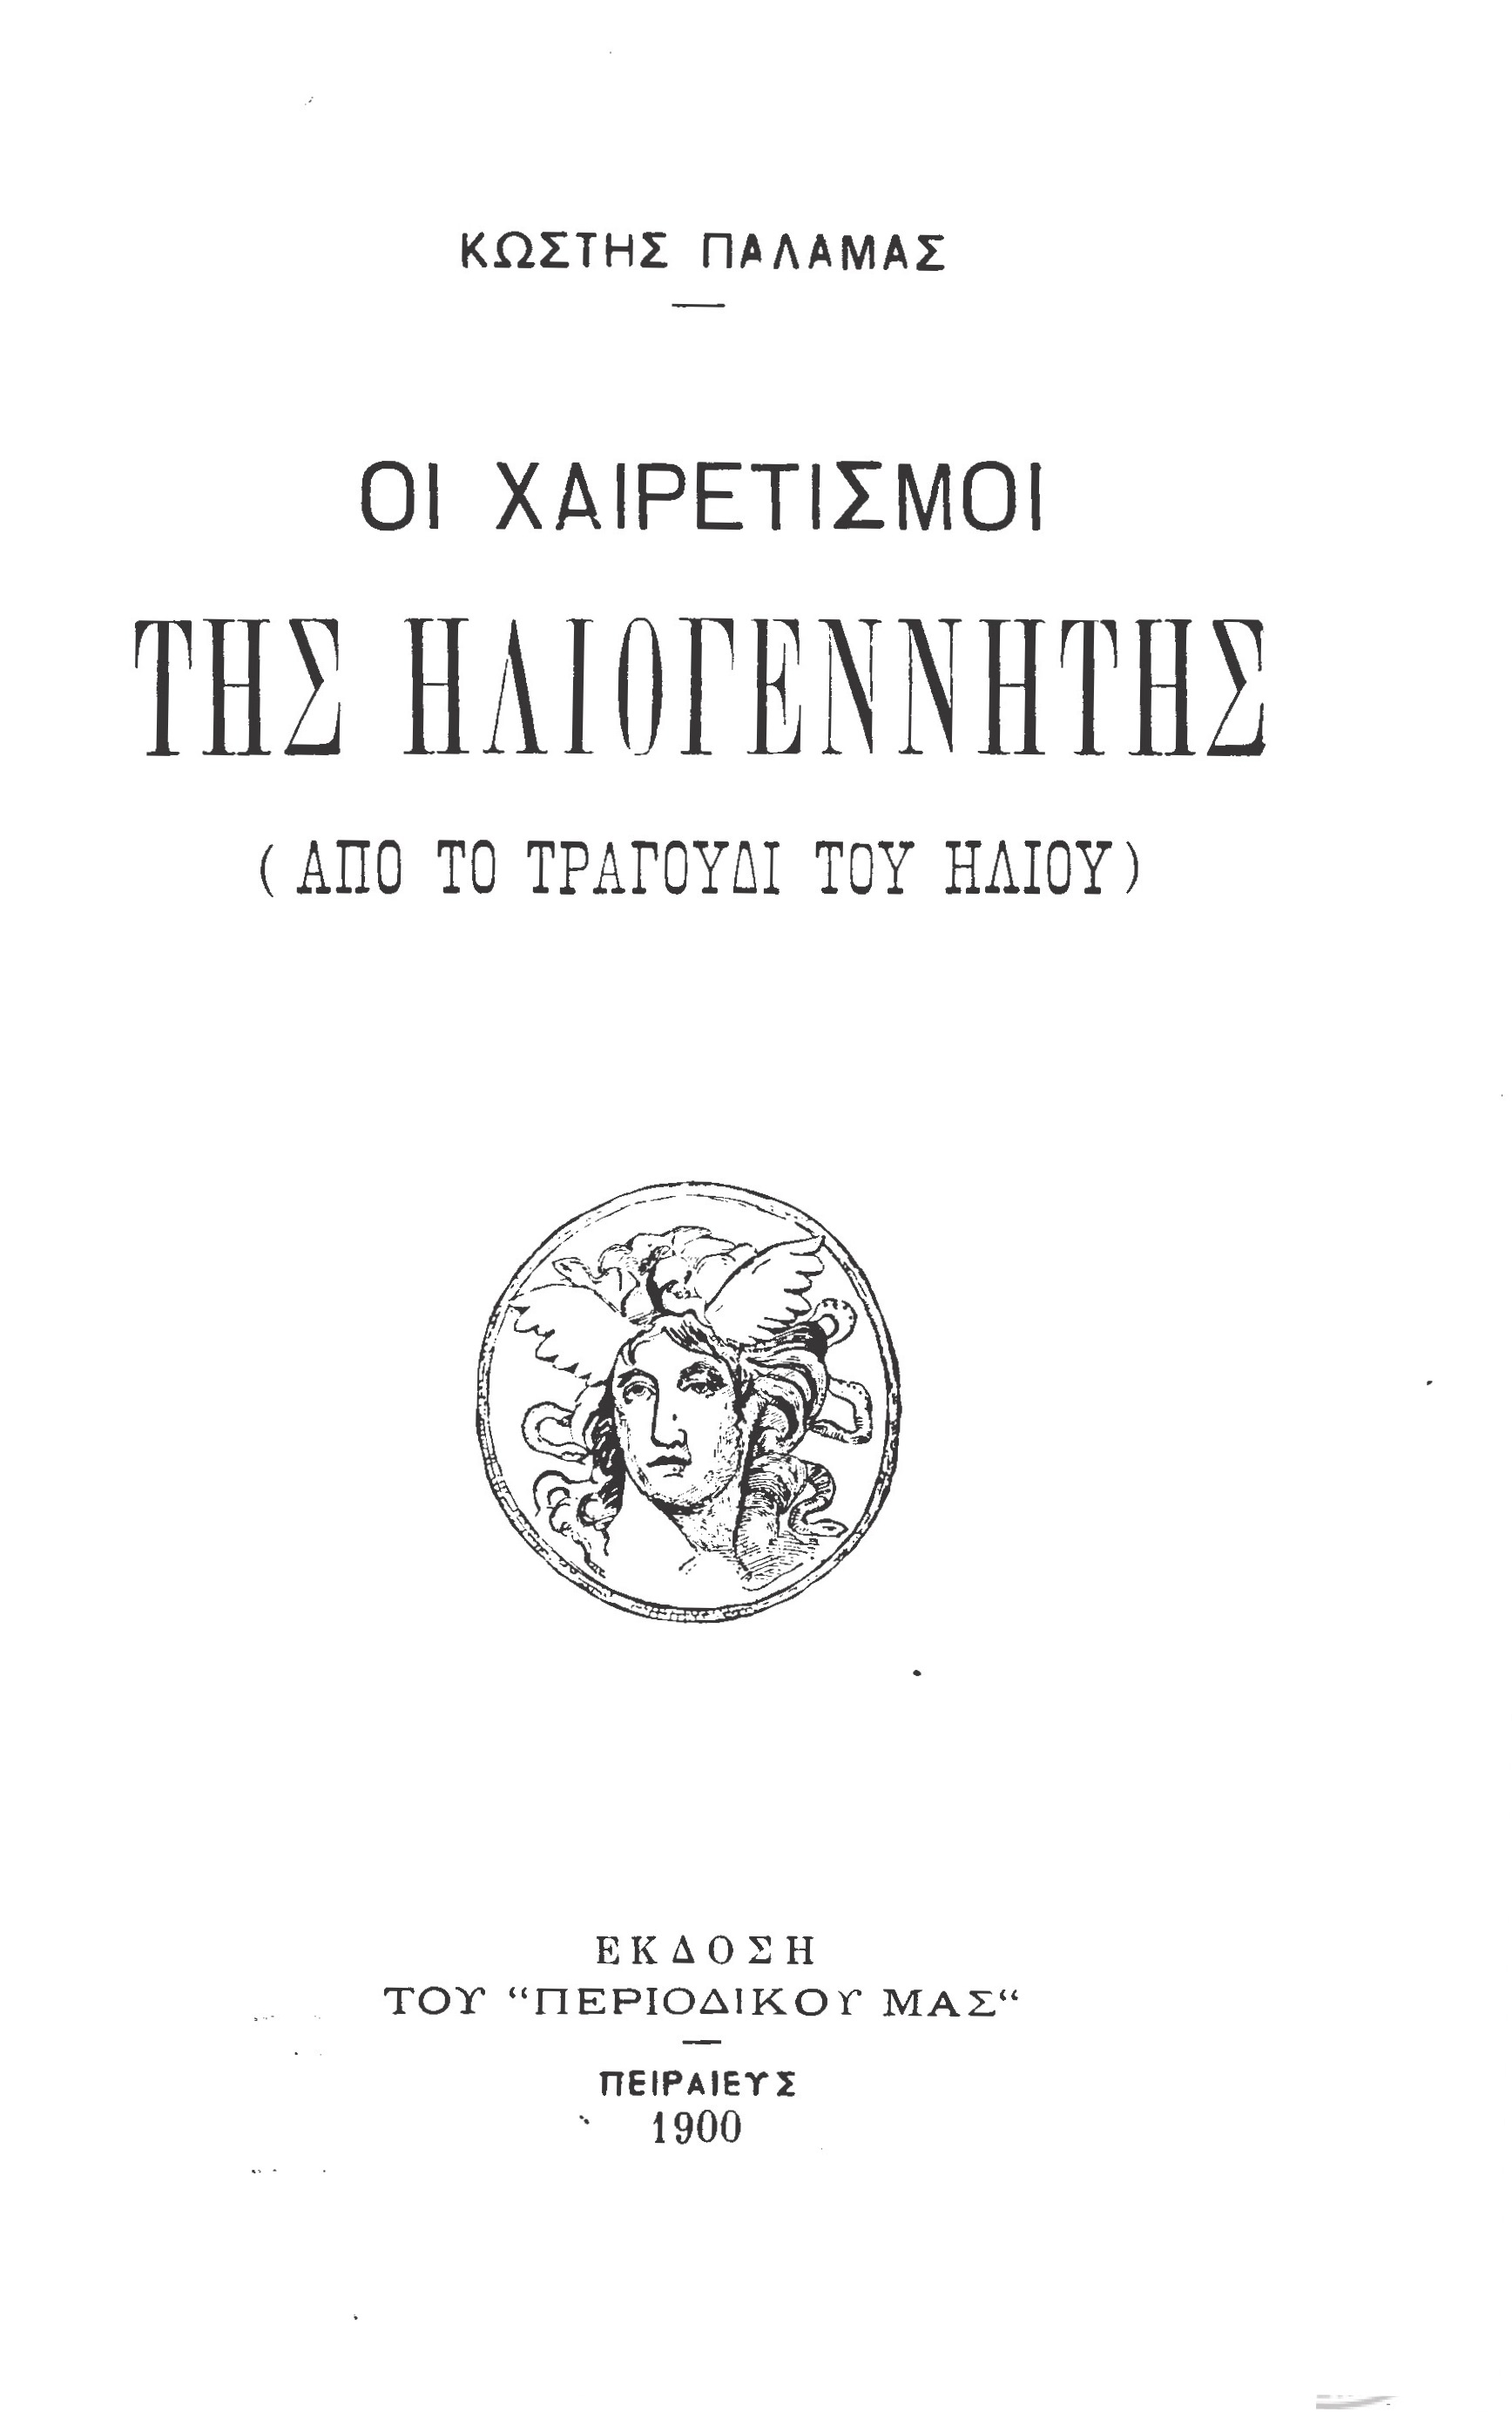 ΚΩΣΤΗΣ ΠΑΛΑΜΑΣ
ΟΙ ΧΑΙΡΕΤΙΣΜΟΙ
ΤΗΣ ΗΛΙΟΓΕΝΝΗΤΗΣ
(ΑΠΟ ΤΟ ΤΡΑΓΟΥΔΙ ΤΟΥ ΗΛΙΟΥ)
ΕΚΔΟΣΗ
ΤΟΥ “ΠΕΡΙΟΔΙΚΟΥ ΜΑΣ“
ΠΕΙΡΑΙΕΥΣ
1900